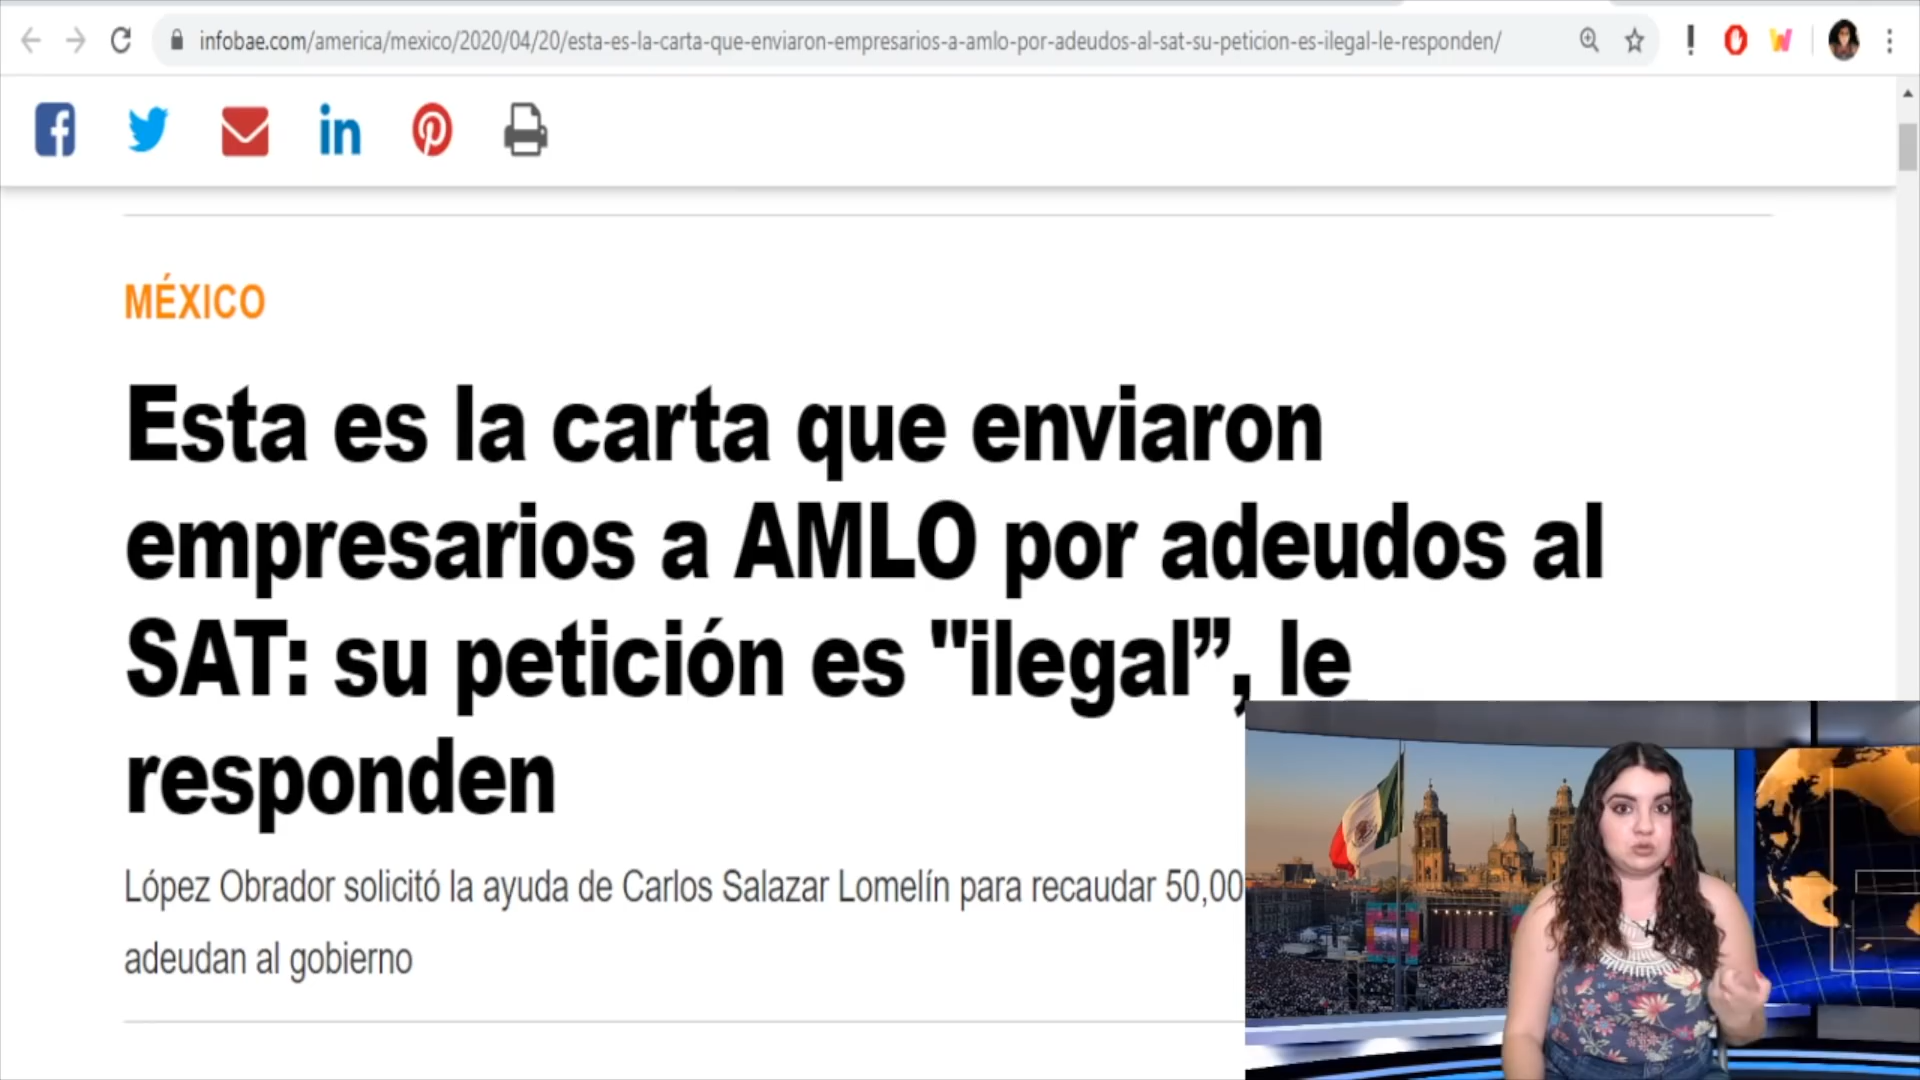 infobae.com/america/mexico/2020/04/20/esta-es-la-carta-que-enviaron-empresarios-a-amlo-por-adeudos-al-sat-su-peticion-es-ilegal-le-responden/
MÉXICO
Esta es la carta que enviaron
empresarios a AMLO por adeudos al
SAT: su petición es "ilegal”, le
responden
López Obrador solicitó la ayuda de Carlos Salazar Lomelín para recaudar 50,00
adeudan al gobierno